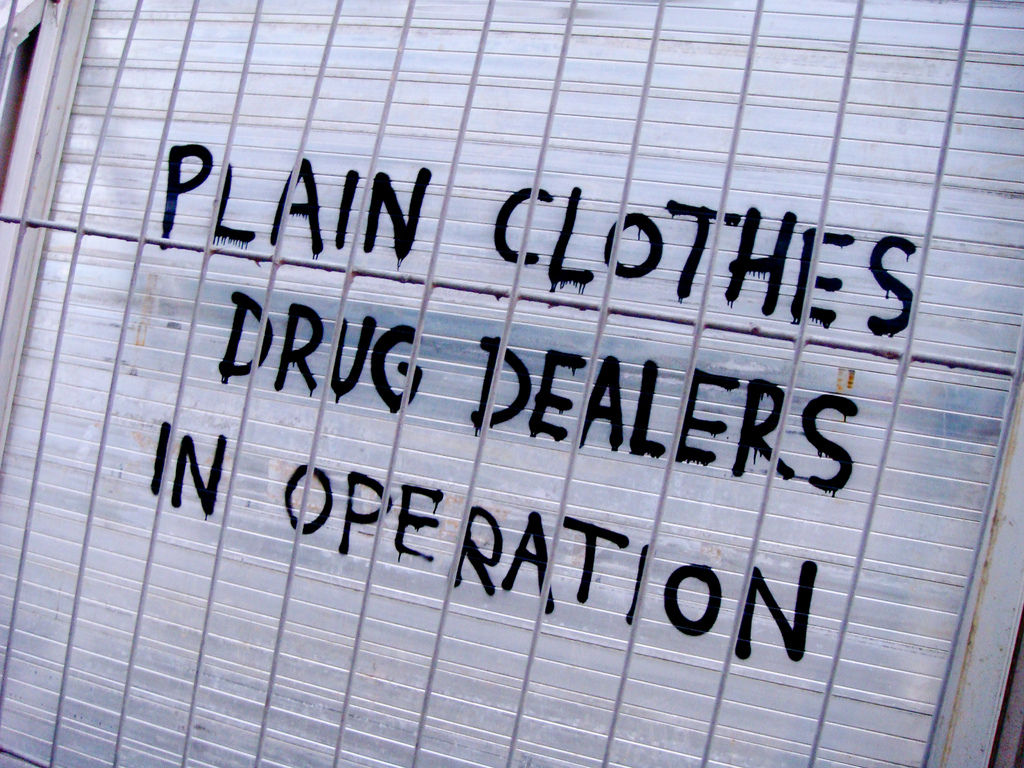 PLAIN CLOTHES
DRUG DEALERS
IN OPERATION